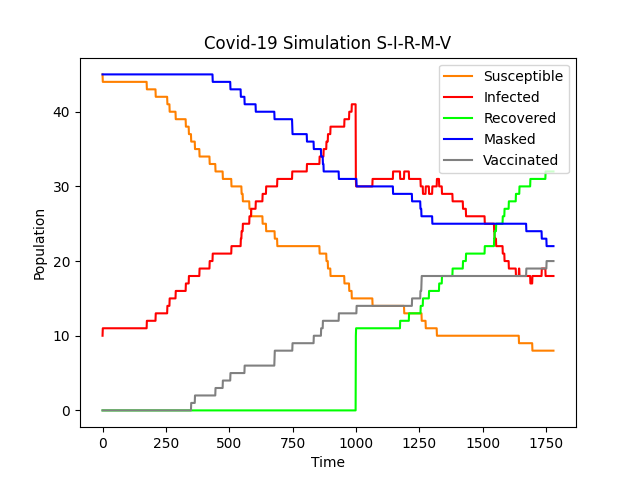 Covid-19 Simulation S-I-R-M-V
Susceptible
Infected
Recovered
Masked
Vaccinated
Population
40
30
20
10
0
0 250 500 750 1000 1250 1500 1750
Time